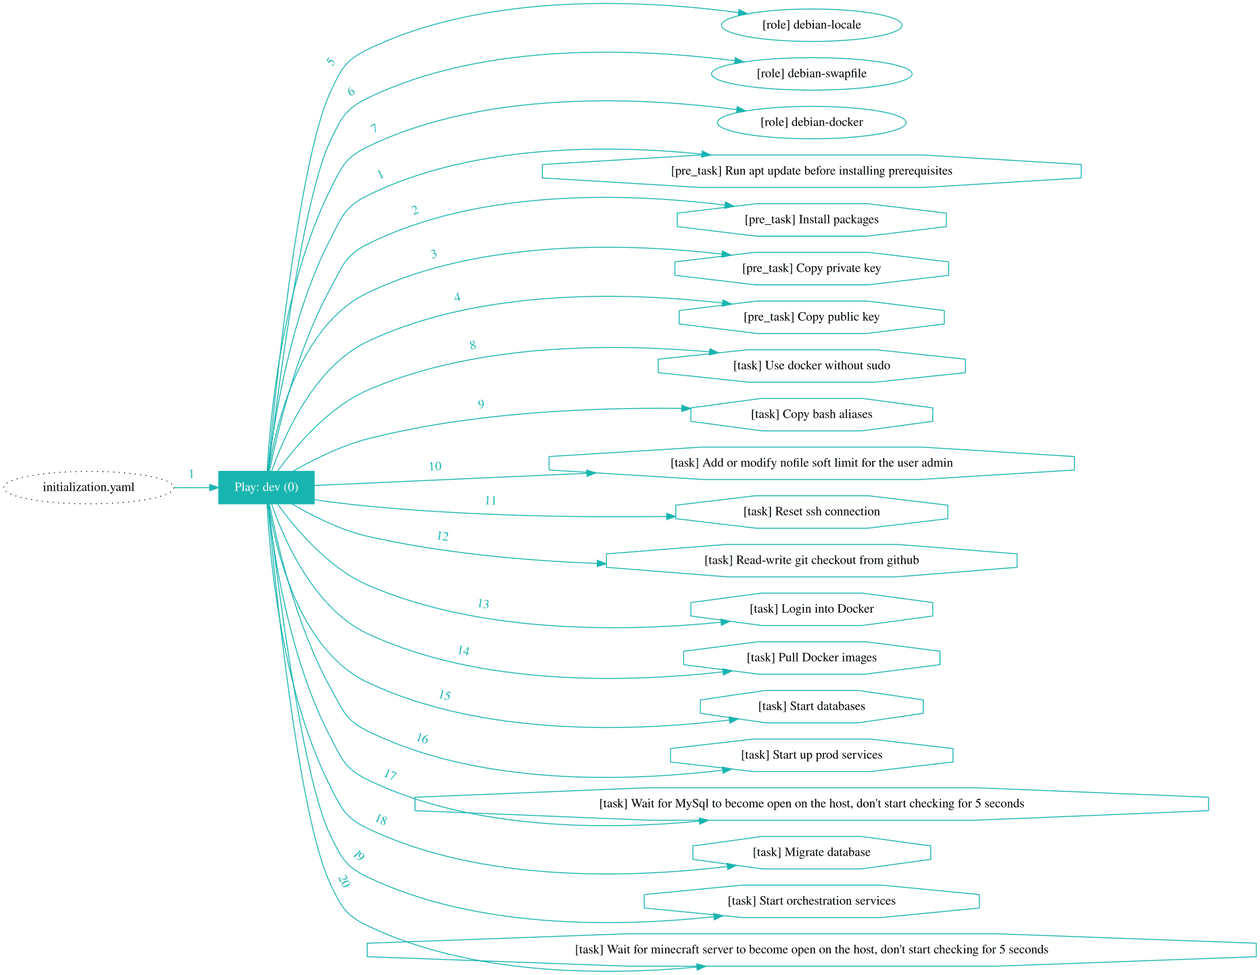 5
[role] debian-locale
6
[role] debian-swapfile
7
[role] debian-docker
1
[pre_task] Run apt update before installing prerequisites
2
[pre_task] Install packages
3
[pre_task] Copy private key
4
[pre_task] Copy public key
8
[task] Use docker without sudo
9
[task] Copy bash aliases
10
[task] Add or modify nofile soft limit for the user admin
initialization.yaml
1
Play: dev (0)
11
[task] Reset ssh connection
12
[task] Read-write git checkout from github
13
[task] Login into Docker
14
[task] Pull Docker images
15
[task] Start databases
16
[task] Start up prod services
17
[task] Wait for MySql to become open on the host, don't start checking for 5 seconds
18
[task] Migrate database
19
[task] Start orchestration services
20
[task] Wait for minecraft server to become open on the host, don't start checking for 5 seconds